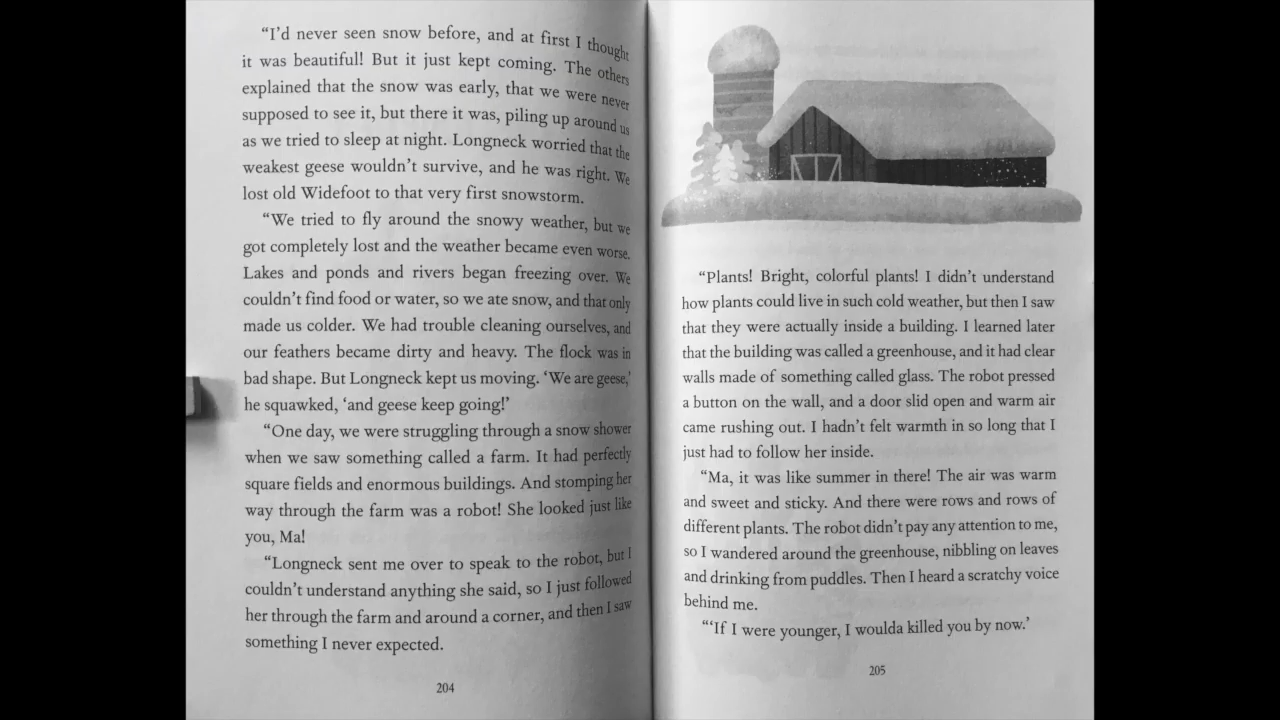 “I’d never seen snow before, and at first I thought
it was beautiful! But it just kept coming. The others
explained that the snow was early, that we were never
supposed to see it, but there it was, piling up around us
as we tried to sleep at night. Longneck worried that the
weakest geese wouldn’t survive, and he was right. We
lost old Widefoot to that very first snowstorm.
“We tried to fly around the snowy weather, but we
got completely lost and the weather became even worse.
Lakes and ponds and rivers began freezing over. We
couldn’t find food or water, so we ate snow, and that only
made us colder. We had trouble cleaning ourselves, and
our feathers became dirty and heavy. The flock was in
bad shape. But Longneck kept us moving. ‘We are geese,’
he squawked, ‘and geese keep going!’
“One day, we were struggling through a snow shower
when we saw something called a farm. It had perfectly
square fields and enormous buildings. And stomping her
way through the farm was a robot! She looked just like
you, Ma!
“Longneck sent me over to speak to the robot, but I
couldn’t understand anything she said, so I just followed
her through the farm and around a corner, and then I saw
something I never expected.
204
“Plants! Bright, colorful plants! I didn’t understand
how plants could live in such cold weather, but then I saw
that they were actually inside a building. I learned later
that the building was called a greenhouse, and it had clear
walls made of something called glass. The robot pressed
a button on the wall, and a door slid open and warm air
came rushing out. I hadn’t felt warmth in so long that I
just had to follow her inside.
“Ma, it was like summer in there! The air was warm
and sweet and sticky. And there were rows and rows of
different plants. The robot didn’t pay any attention to me,
so I wandered around the greenhouse, nibbling on leaves
and drinking from puddles. Then I heard a scratchy voice
behind me.
“‘If I were younger, I woulda killed you by now.’
205